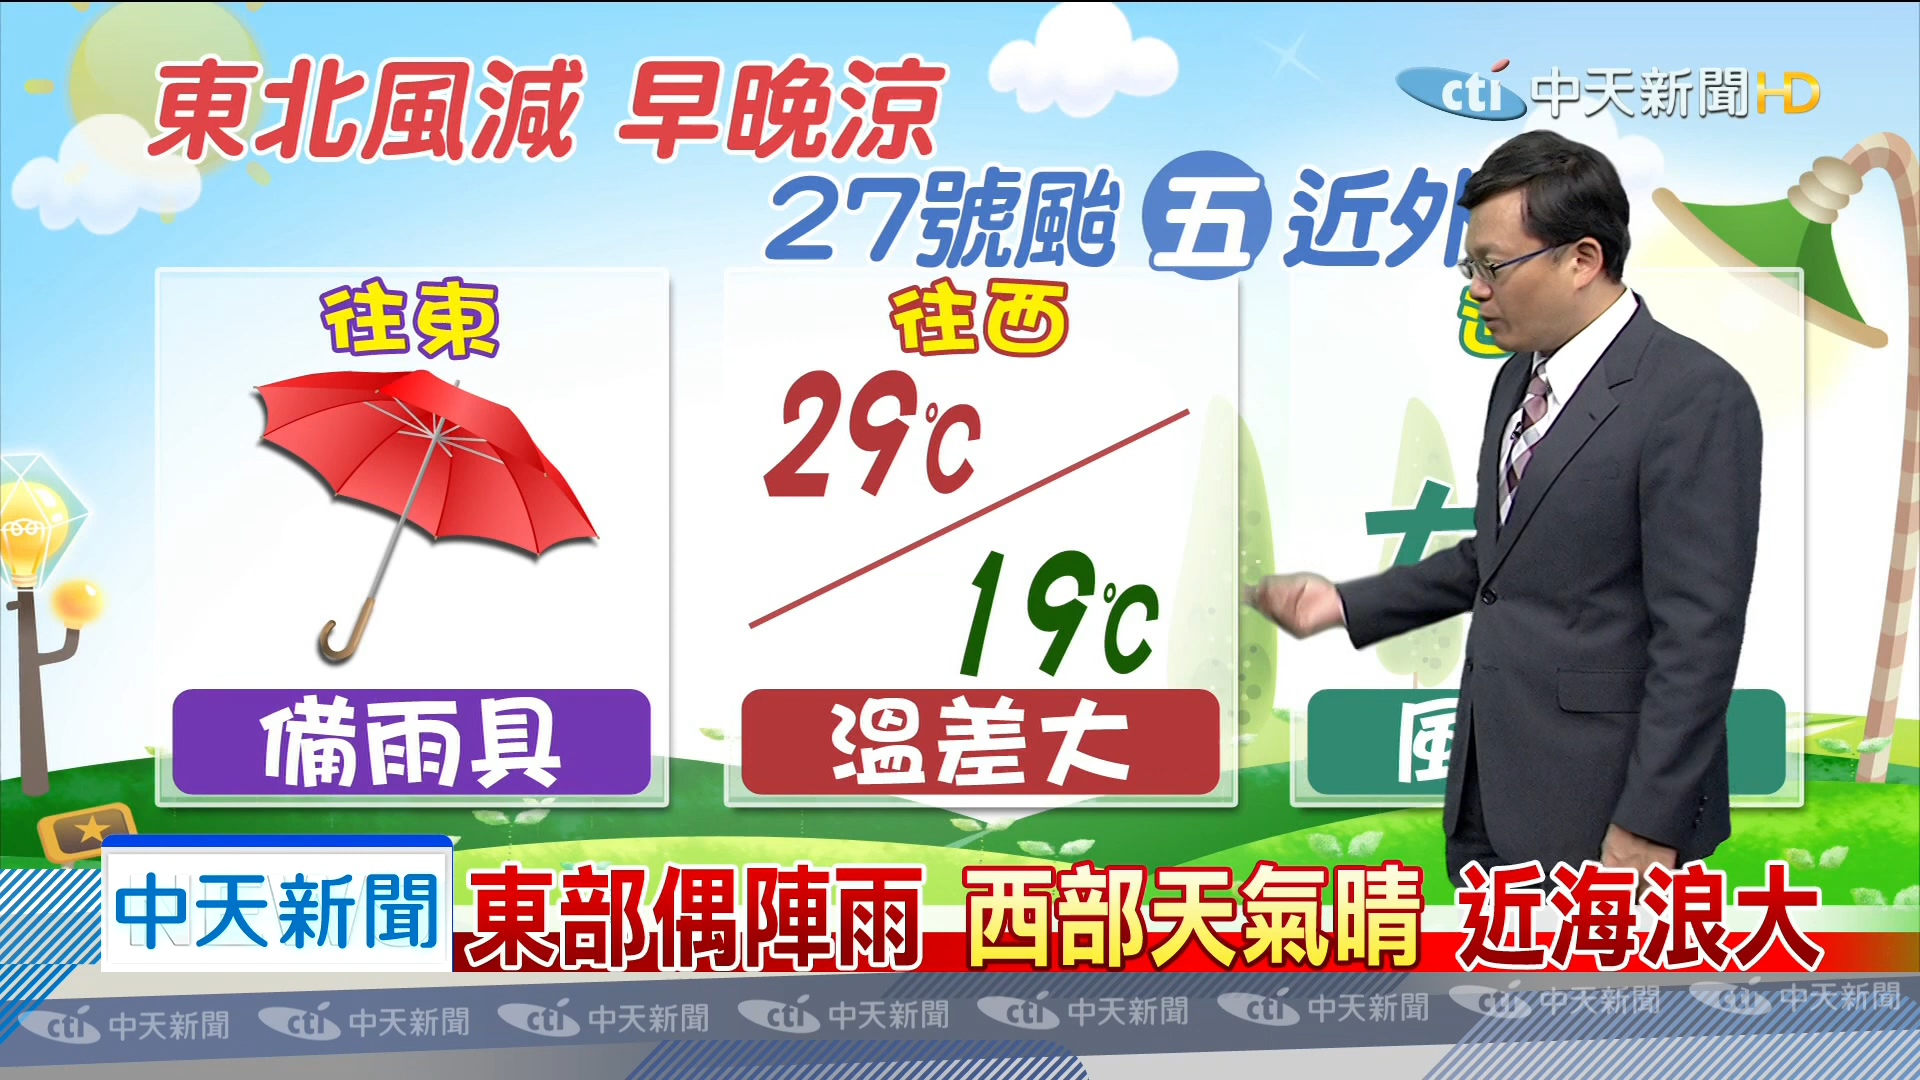 東北風減 早晚涼
cti 中天新聞HD
27號颱 五 近外
往東
往西
29℃
19℃
備雨具
溫差大
風
中天新聞
東部偶陣雨 西部天氣晴 近海浪大
cti 中天新聞 cti 中天新聞 cti 中天新聞 cti 中天新聞 cti 中天新聞 cti 中天新聞 cti 中天新聞 cti 中天新聞